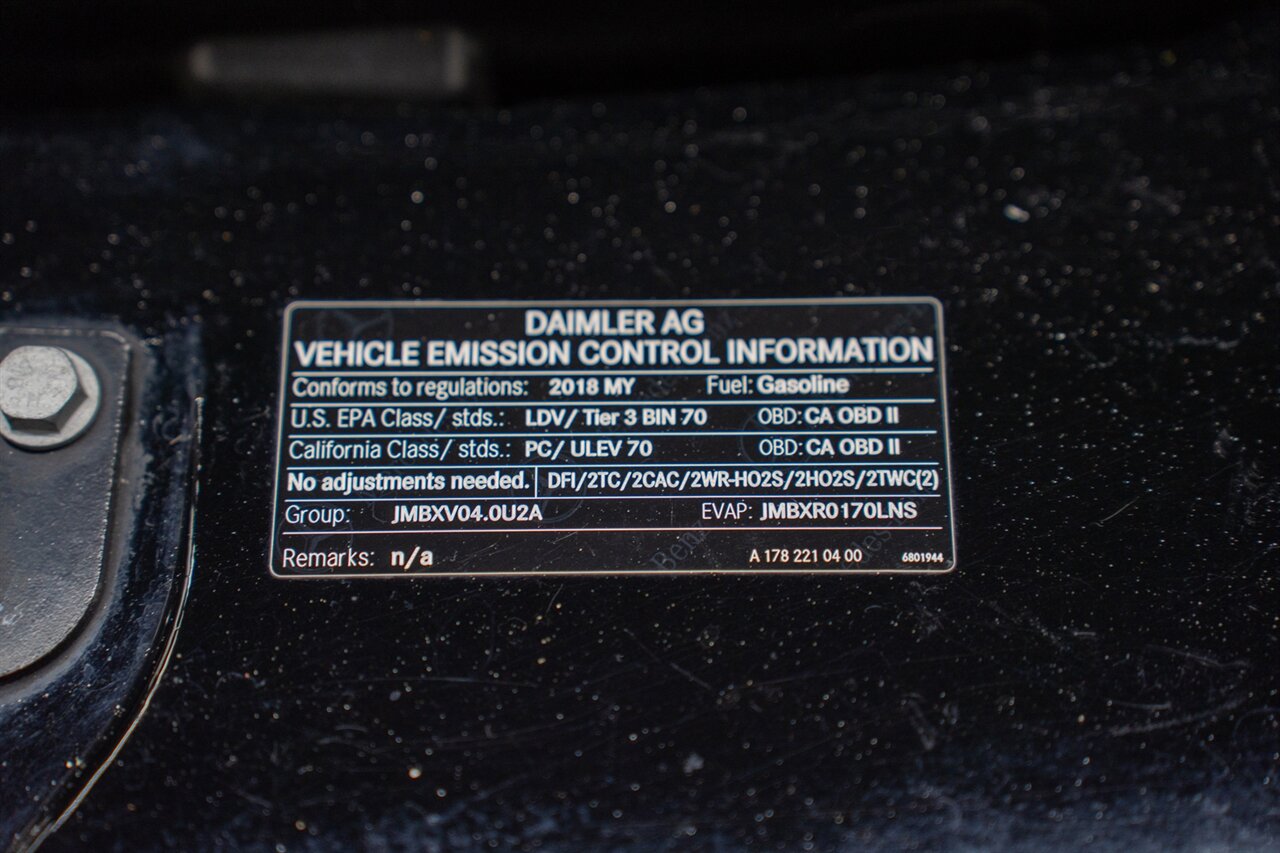 DAIMLER AG
VEHICLE EMISSION CONTROL INFORMATION
Conforms to regulations: 2018 MY Fuel: Gasoline
U.S. EPA Class/ stds.: LDV/ Tier 3 BIN 70 OBD: CA OBD II
California Class/ stds.: PC/ ULEV 70 OBD: CA OBD II
No adjustments needed. DFI/2TC/2CAC/2WR-HO2S/2HO2S/2TWC(2)
Group: JMBXV04.0U2A EVAP: JMBXR0170LNS
Remarks: n/a A 178 221 04 00 6801944